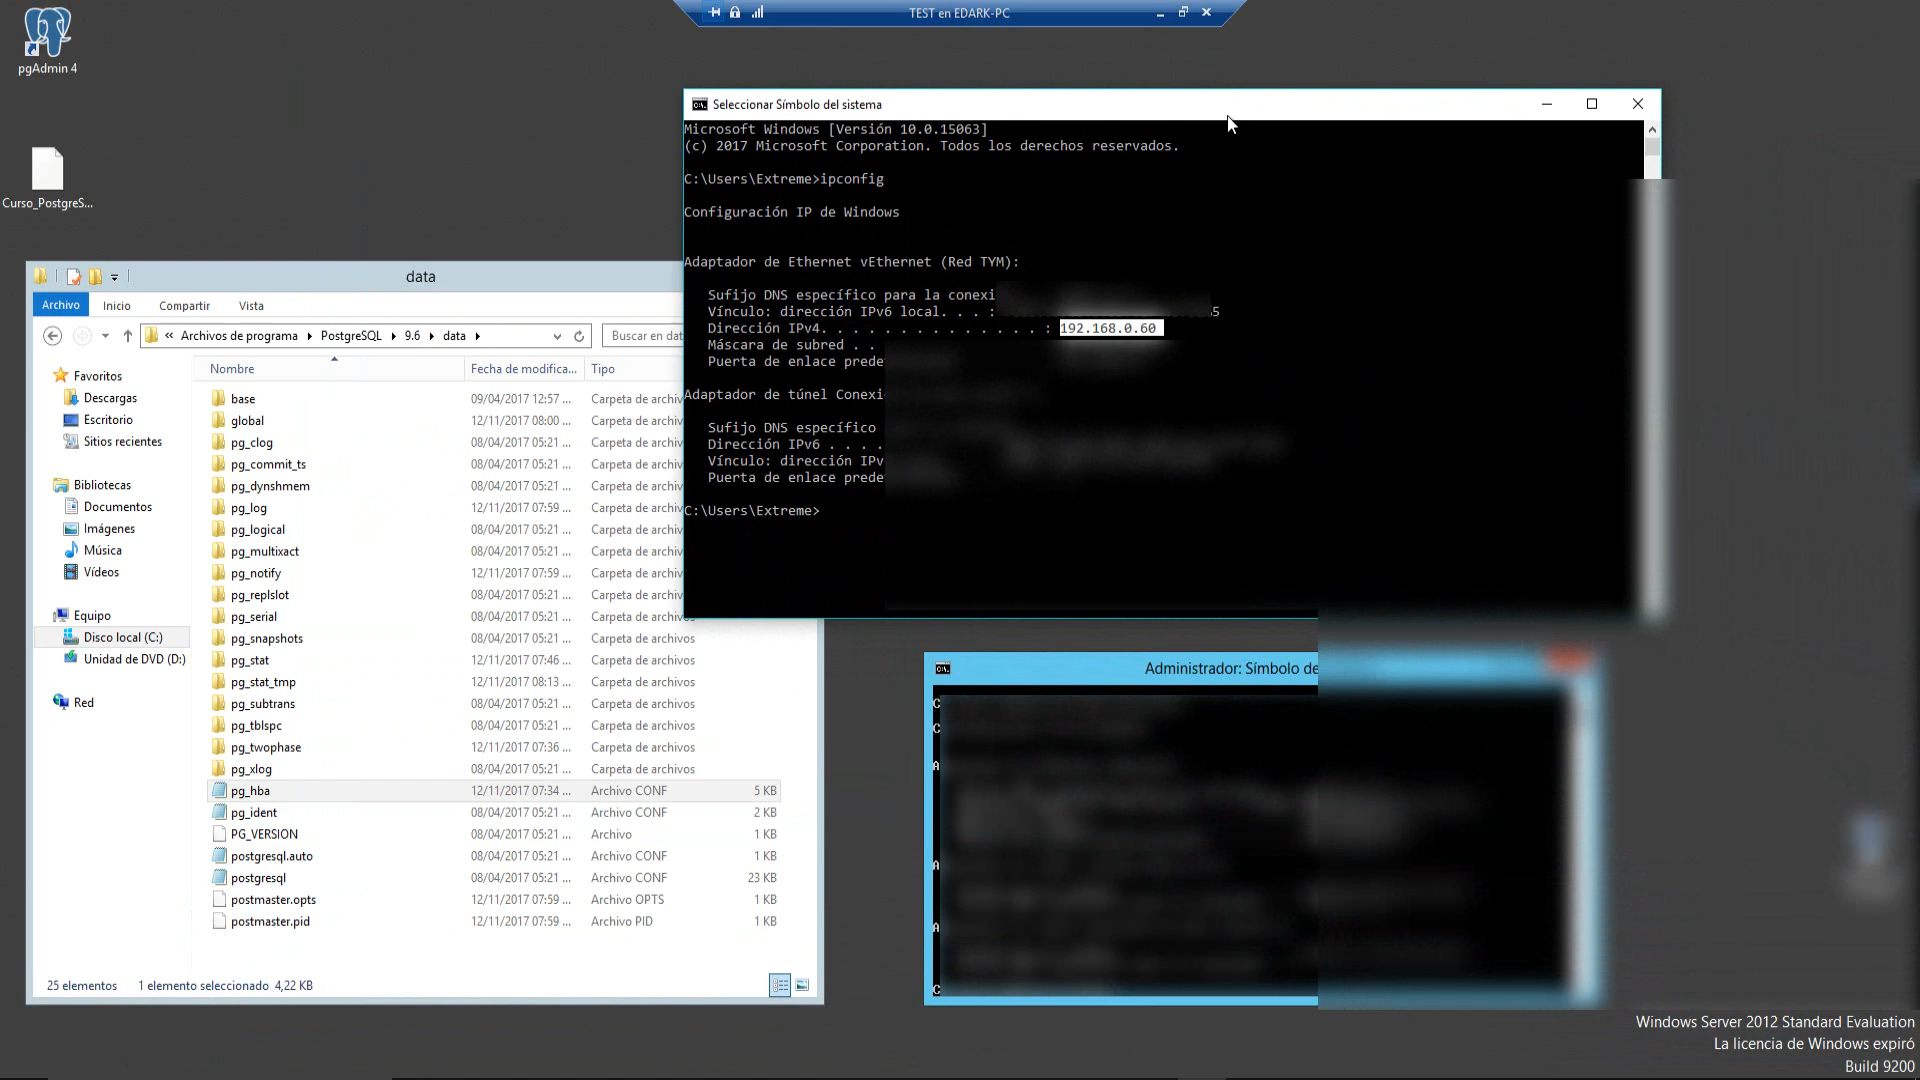 TEST en EDARK-PC
pgAdmin 4
Curso_PostgreS...
Seleccionar Símbolo del sistema
Microsoft Windows [Versión 10.0.15063]
(c) 2017 Microsoft Corporation. Todos los derechos reservados.
C:\Users\Extreme>ipconfig
Configuración IP de Windows
Adaptador de Ethernet vEthernet (Red TYM):
Sufijo DNS específico para la conexi
Vínculo: dirección IPv6 local. . . :
Dirección IPv4. . . . . . . . . . . . . . : 192.168.0.60
Máscara de subred . .
Puerta de enlace prede
Adaptador de túnel Conexi
Sufijo DNS específico
Dirección IPv6 . . . .
Vínculo: dirección IPv
Puerta de enlace prede
C:\Users\Extreme>
data
Archivo Inicio Compartir Vista
« Archivos de programa PostgreSQL 9.6 data Buscar en dat
Nombre Fecha de modifica... Tipo
Favoritos
Descargas
Escritorio
Sitios recientes
Bibliotecas
Documentos
Imágenes
Música
Vídeos
Equipo
Disco local (C:)
Unidad de DVD (D:)
Red
base 09/04/2017 12:57 ... Carpeta de archiv
global 12/11/2017 08:00 ... Carpeta de archiv
pg_clog 08/04/2017 05:21 ... Carpeta de archiv
pg_commit_ts 08/04/2017 05:21 ... Carpeta de archiv
pg_dynshmem 08/04/2017 05:21 ... Carpeta de archiv
pg_log 12/11/2017 07:59 ... Carpeta de archiv
pg_logical 08/04/2017 05:21 ... Carpeta de archiv
pg_multixact 08/04/2017 05:21 ... Carpeta de archiv
pg_notify 12/11/2017 07:59 ... Carpeta de archiv
pg_replslot 08/04/2017 05:21 ... Carpeta de archiv
pg_serial 08/04/2017 05:21 ... Carpeta de archivos
pg_snapshots 08/04/2017 05:21 ... Carpeta de archivos
pg_stat 12/11/2017 07:46 ... Carpeta de archivos
pg_stat_tmp 12/11/2017 08:13 ... Carpeta de archivos
pg_subtrans 08/04/2017 05:21 ... Carpeta de archivos
pg_tblspc 08/04/2017 05:21 ... Carpeta de archivos
pg_twophase 12/11/2017 07:36 ... Carpeta de archivos
pg_xlog 08/04/2017 05:21 ... Carpeta de archivos
pg_hba 12/11/2017 07:34 ... Archivo CONF 5 KB
pg_ident 08/04/2017 05:21 ... Archivo CONF 2 KB
PG_VERSION 08/04/2017 05:21 ... Archivo 1 KB
postgresql.auto 08/04/2017 05:21 ... Archivo CONF 1 KB
postgresql 08/04/2017 05:21 ... Archivo CONF 23 KB
postmaster.opts 12/11/2017 07:59 ... Archivo OPTS 1 KB
postmaster.pid 12/11/2017 07:59 ... Archivo PID 1 KB
25 elementos 1 elemento seleccionado 4,22 KB
Administrador: Símbolo de
C
C
A
A
A
C
Windows Server 2012 Standard Evaluation
La licencia de Windows expiró
Build 9200